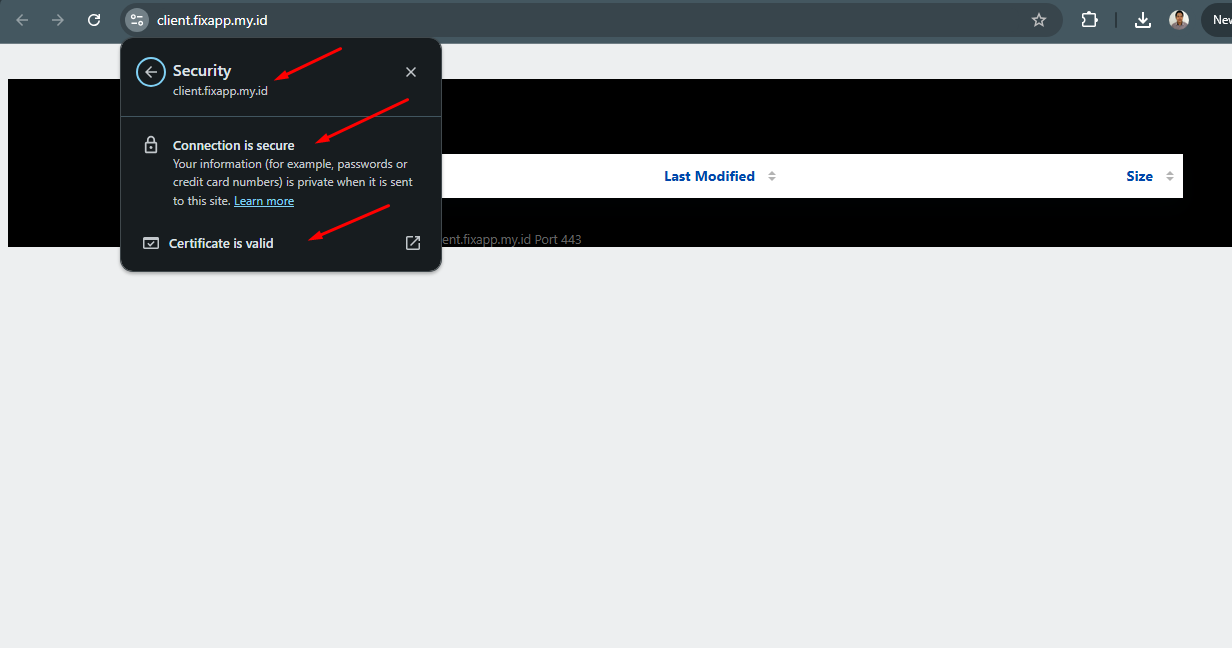 client.fixapp.my.id
New
Security
client.fixapp.my.id
Connection is secure
Your information (for example, passwords or
credit card numbers) is private when it is sent
to this site. Learn more
Certificate is valid
Last Modified
Size
ent.fixapp.my.id Port 443